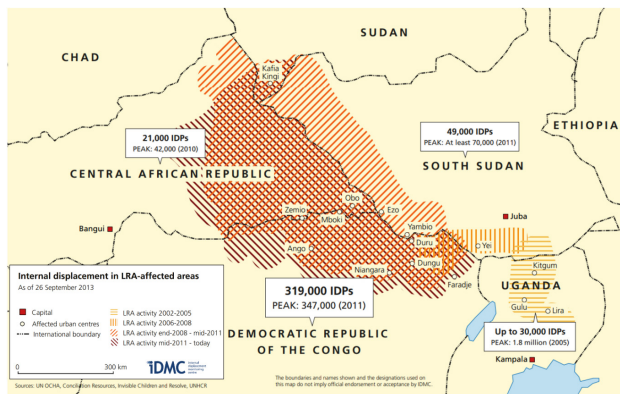 SUDAN
CHAD
Kafia
Kingi
21,000 IDPs
PEAK: 42,000 (2010)
49,000 IDPs
PEAK: At least 70,000 (2011)
ETHIOPIA
SOUTH SUDAN
CENTRAL AFRICAN REPUBLIC
Obo
Zemio
Ezo
Mboki
Juba
Bangui
Yambio
Duru
Yei
Ango
Dungu
Niangara
Kitgum
Faradje
UGANDA
Internal displacement in LRA-affected areas
As of 26 September 2013
319,000 IDPs
PEAK: 347,000 (2011)
Gulu
Lira
Capital
Affected urban centres
International boundary
LRA activity 2002-2005
LRA activity 2006-2008
LRA activity end-2008 - mid-2011
LRA activity mid-2011 - today
DEMOCRATIC REPUBLIC
OF THE CONGO
Up to 30,000 IDPs
PEAK: 1.8 million (2005)
Kampala
0 300 km
iDMC
Sources: UN OCHA, Conciliation Resources, Invisible Children and Resolve, UNHCR
The boundaries and names shown and the designations used on
this map do not imply official endorsement or acceptance by IDMC.